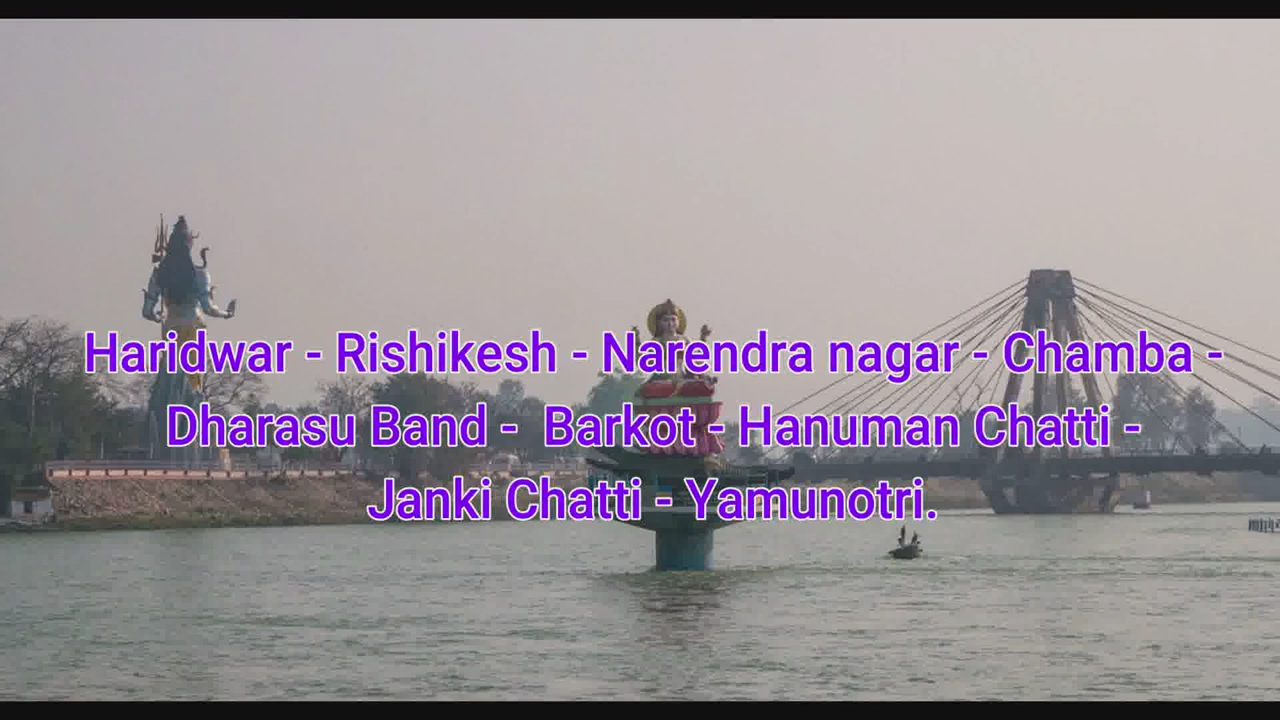 Haridwar - Rishikesh - Narendra nagar - Chamba -
Dharasu Band -  Barkot - Hanuman Chatti -
Janki Chatti - Yamunotri.